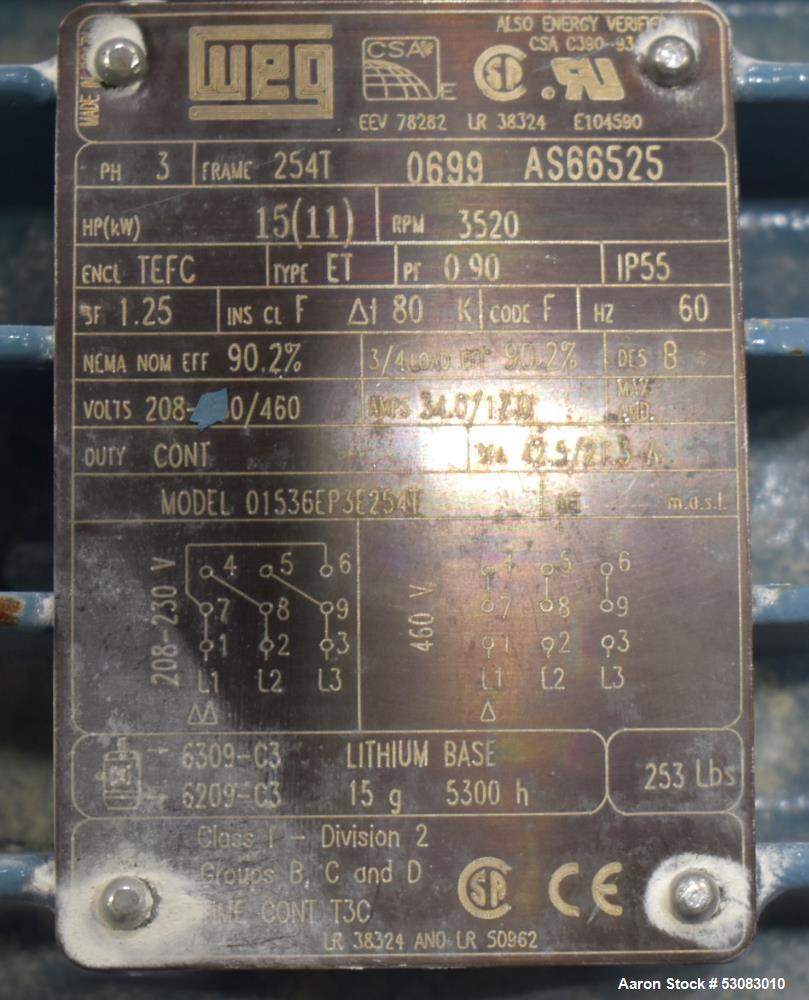 MADE IN
WEG
CSA
E
ALSO ENERGY VERIFIED
CSA C390-93
EEV 78282 LR 38324 E104590
PH 3 FRAME 254T 0699 AS66525
HP(kW) 15(11) RPM 3520
ENCL TEFC TYPE ET PF 0.90 IP55
SF 1.25 INS CL F Δt 80 K CODE F HZ 60
NEMA NOM EFF 90.2% 3/4 LOAD EFF 90.2% DES B
VOLTS 208- 0/460 AMPS
DUTY CONT
MODEL 01536EP3E254T m.a.s.l.
208-230 V
4 5 6
7 8 9
1 2 3
L1 L2 L3
ΔΔ
460 V
4 5 6
7 8 9
1 2 3
L1 L2 L3
Δ
6309-C3 LITHIUM BASE
6209-C3 15 g 5300 h
253 Lbs
Class I - Division 2
Groups B, C and D
CONT T3C
CE
LR 38324 AND LR 50962
Aaron Stock # 53083010